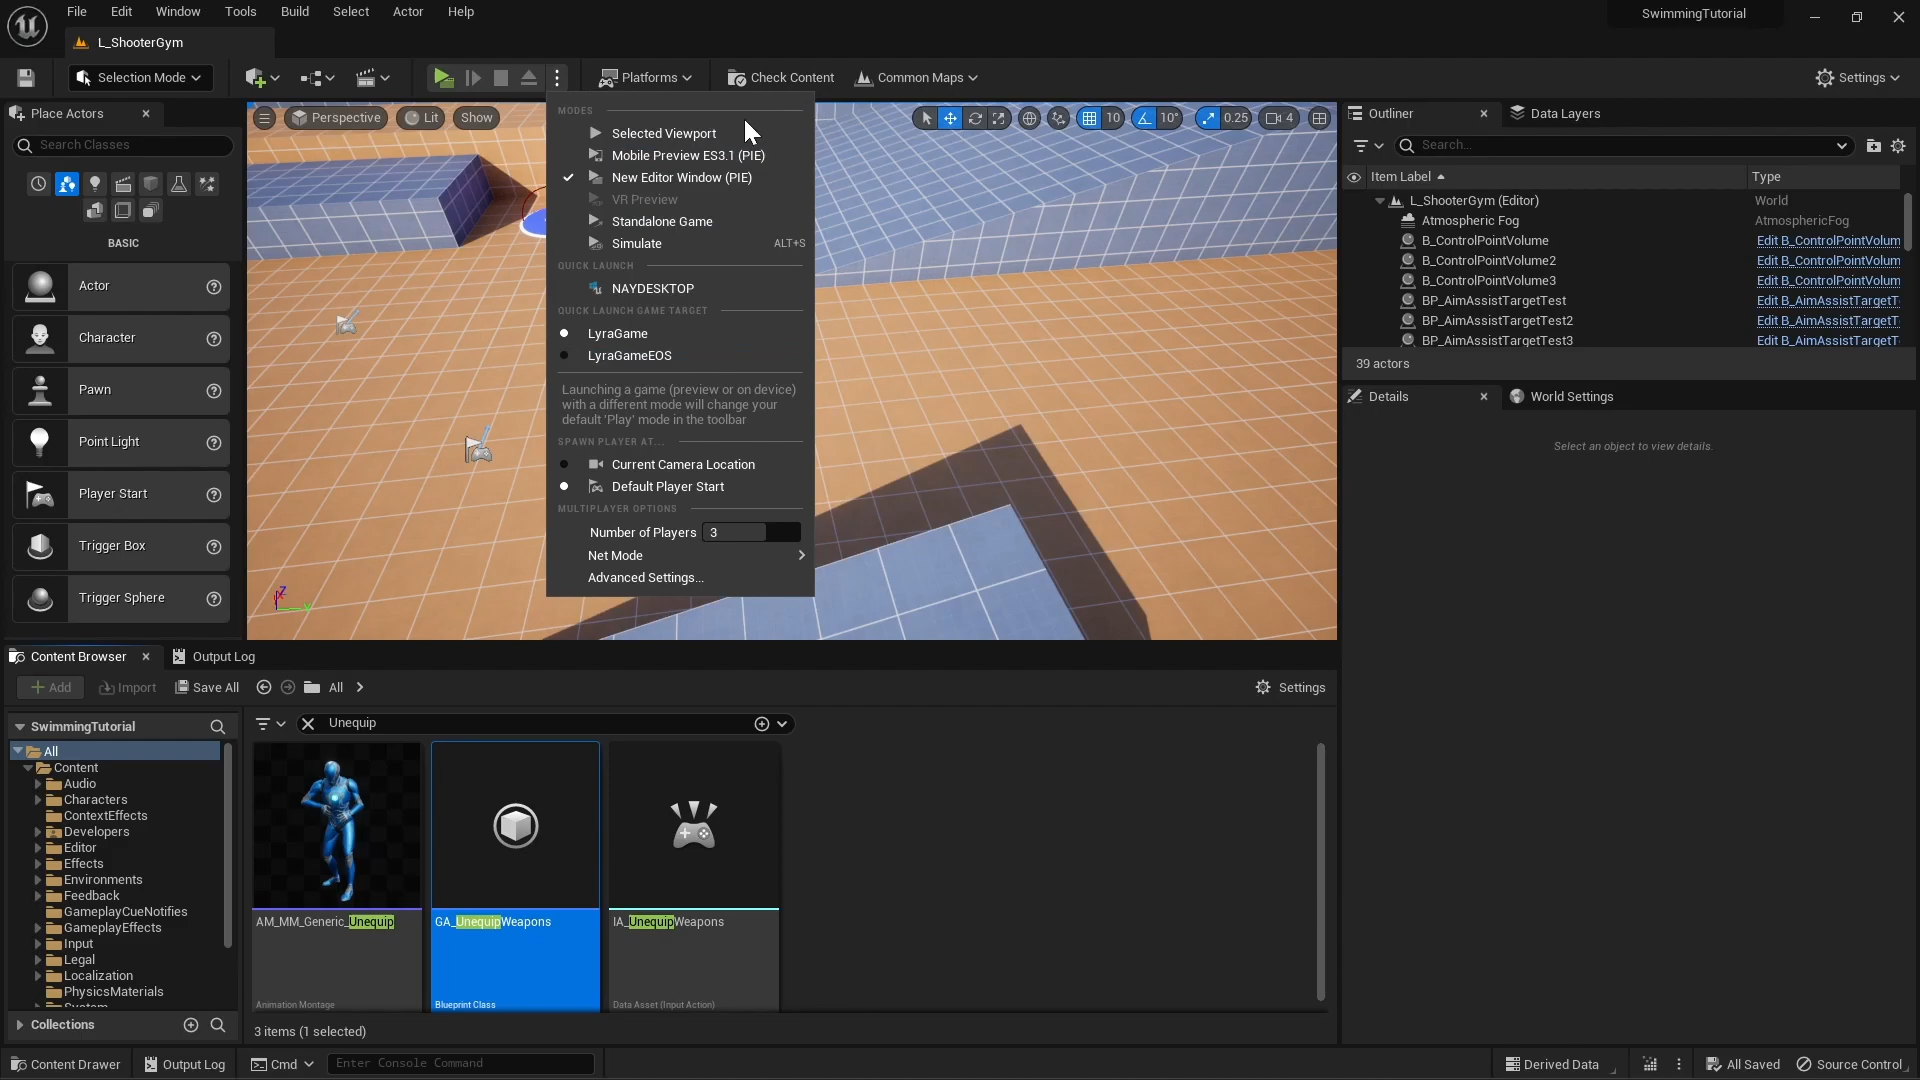 File Edit Window Tools Build Select Actor Help
SwimmingTutorial
L_ShooterGym
Selection Mode
Platforms
Check Content
Common Maps
Settings
Place Actors
Search Classes
BASIC
Actor
Character
Pawn
Point Light
Player Start
Trigger Box
Trigger Sphere
Perspective
Lit
Show
10
10°
0.25
4
MODES
Selected Viewport
Mobile Preview ES3.1 (PIE)
New Editor Window (PIE)
VR Preview
Standalone Game
Simulate ALT+S
QUICK LAUNCH
NAYDESKTOP
QUICK LAUNCH GAME TARGET
LyraGame
LyraGameEOS
Launching a game (preview or on device)
with a different mode will change your
default 'Play' mode in the toolbar
SPAWN PLAYER AT...
Current Camera Location
Default Player Start
MULTIPLAYER OPTIONS
Number of Players 3
Net Mode
Advanced Settings...
Outliner
Data Layers
Search...
Item Label Type
L_ShooterGym (Editor) World
Atmospheric Fog AtmosphericFog
B_ControlPointVolume Edit B_ControlPointVolum
B_ControlPointVolume2 Edit B_ControlPointVolum
B_ControlPointVolume3 Edit B_ControlPointVolum
BP_AimAssistTargetTest Edit B_AimAssistTargetT
BP_AimAssistTargetTest2 Edit B_AimAssistTargetT
BP_AimAssistTargetTest3 Edit B_AimAssistTargetT
39 actors
Details
World Settings
Select an object to view details.
Content Browser
Output Log
Add
Import
Save All
All
Settings
SwimmingTutorial
All
Content
Audio
Characters
ContextEffects
Developers
Editor
Effects
Environments
Feedback
GameplayCueNotifies
GameplayEffects
Input
Legal
Localization
PhysicsMaterials
Collections
Unequip
AM_MM_Generic_Unequip
Animation Montage
GA_UnequipWeapons
Blueprint Class
IA_UnequipWeapons
Data Asset (Input Action)
3 items (1 selected)
Content Drawer
Output Log
Cmd
Enter Console Command
Derived Data
All Saved
Source Control